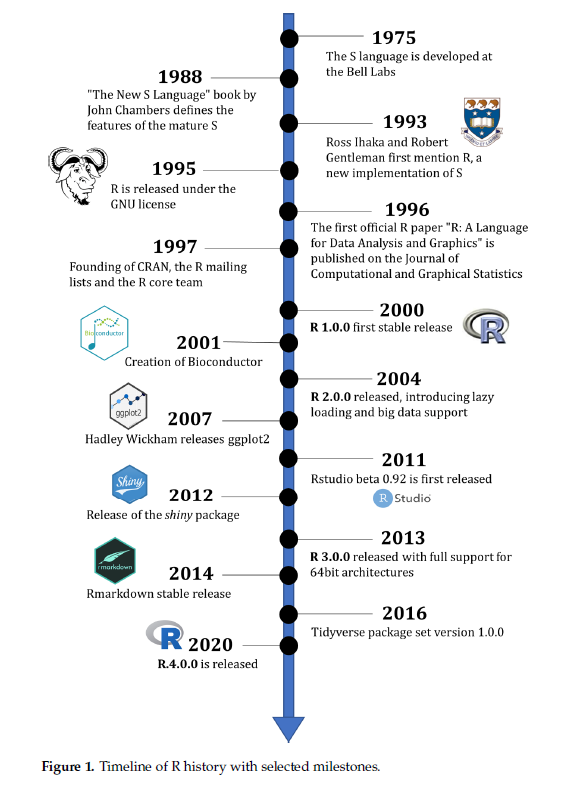 1975
The S language is developed at
the Bell Labs
1988
"The New S Language" book by
John Chambers defines the
features of the mature S
1993
Ross Ihaka and Robert
Gentleman first mention R, a
new implementation of S
1995
R is released under the
GNU license
1996
The first official R paper "R: A Language
for Data Analysis and Graphics" is
published on the Journal of
Computational and Graphical Statistics
1997
Founding of CRAN, the R mailing
lists and the R core team
2000
R 1.0.0 first stable release
R
Bioconductor
2001
Creation of Bioconductor
2004
R 2.0.0 released, introducing lazy
loading and big data support
ggplot2
2007
Hadley Wickham releases ggplot2
2011
Rstudio beta 0.92 is first released
R Studio
Shiny
2012
Release of the shiny package
2013
R 3.0.0 released with full support for
64bit architectures
rmarkdown
2014
Rmarkdown stable release
2016
Tidyverse package set version 1.0.0
R
2020
R.4.0.0 is released
Figure 1. Timeline of R history with selected milestones.